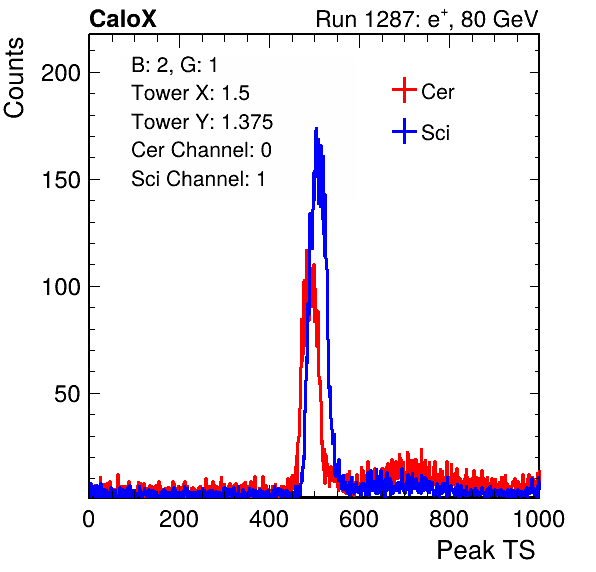 CaloX
Run 1287: e+, 80 GeV
Counts
B: 2, G: 1
Tower X: 1.5
Tower Y: 1.375
Cer Channel: 0
Sci Channel: 1
Cer
Sci
200
150
100
50
0 200 400 600 800 1000
Peak TS